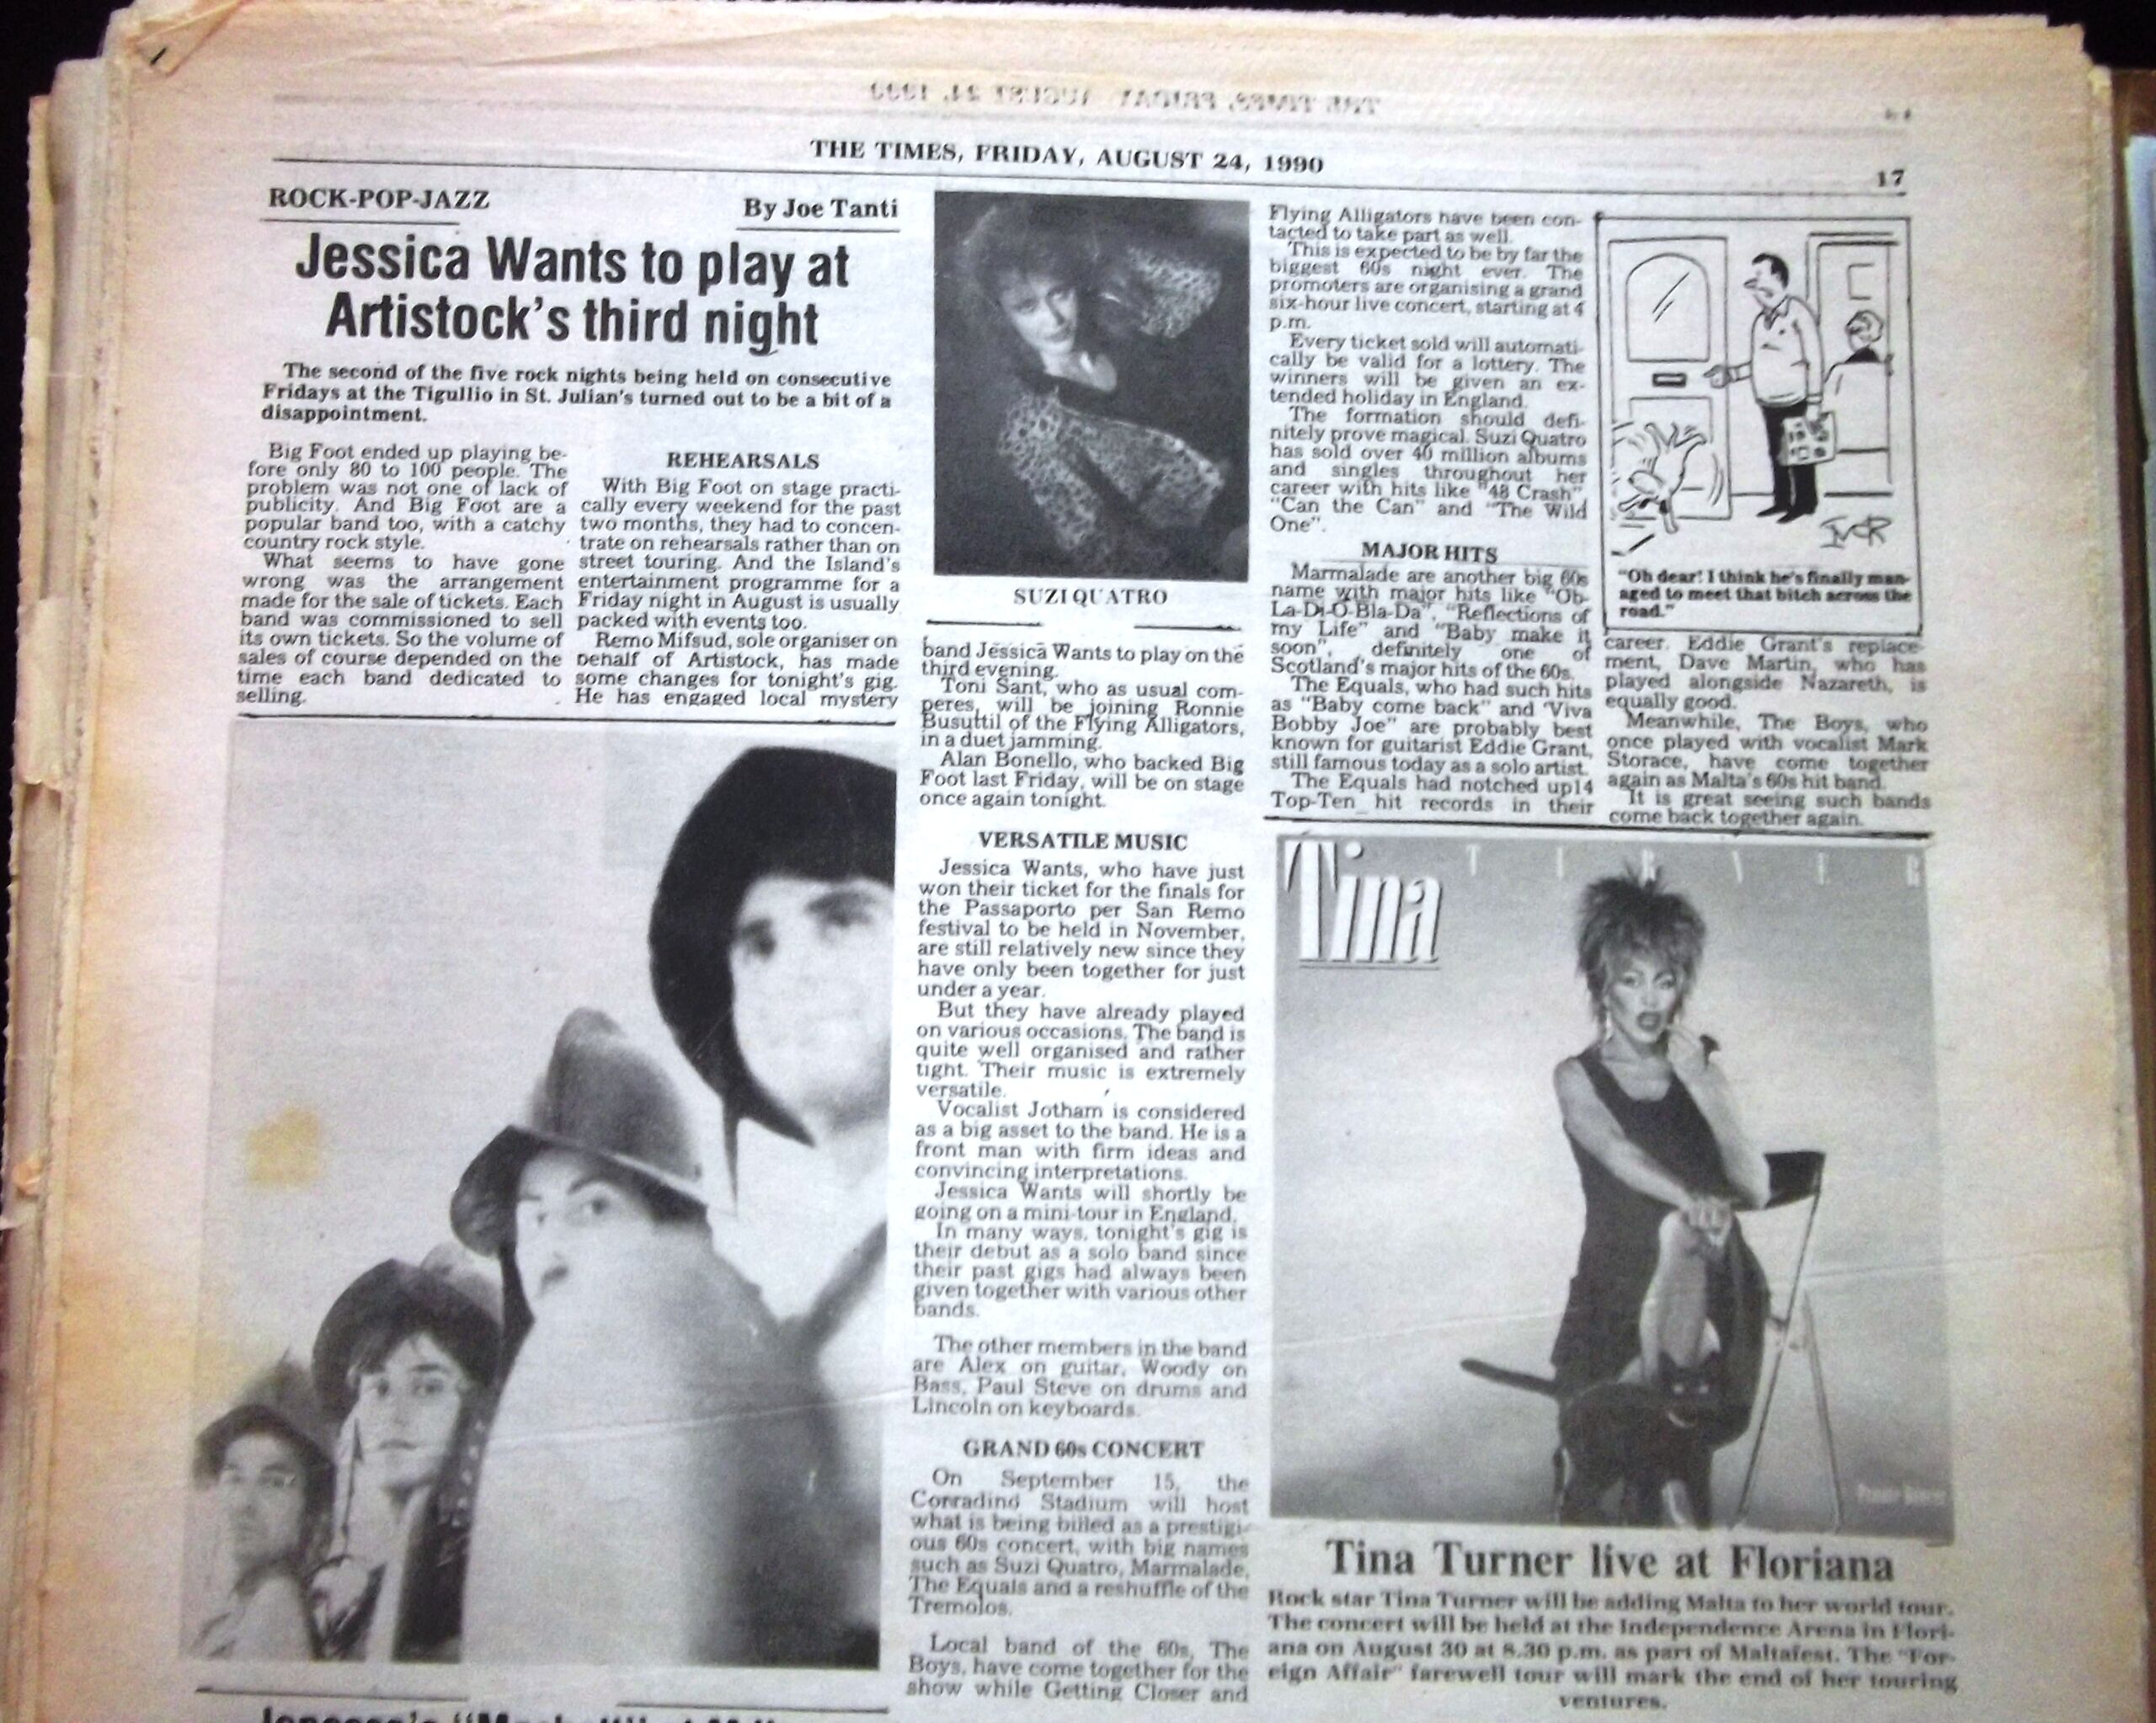 THE TIMES, FRIDAY, AUGUST 24, 1990
THE TIMES, FRIDAY, AUGUST 24, 1990
17
ROCK-POP-JAZZ
By Joe Tanti
Jessica Wants to play at
Artistock's third night
The second of the five rock nights being held on consecutive
Fridays at the Tigullio in St. Julian's turned out to be a bit of a
disappointment.
Big Foot ended up playing be-
fore only 80 to 100 people. The
problem was not one of lack of
publicity. And Big Foot are a
popular band too, with a catchy
country rock style.
What seems to have gone
wrong was the arrangement
made for the sale of tickets. Each
band was commissioned to sell
its own tickets. So the volume of
sales of course depended on the
time each band dedicated to
selling.
REHEARSALS
With Big Foot on stage practi-
cally every weekend for the past
two months, they had to concen-
trate on rehearsals rather than on
street touring. And the Island's
entertainment programme for a
Friday night in August is usually
packed with events too.
Remo Mifsud, sole organiser on
behalf of Artistock, has made
some changes for tonight's gig.
He has engaged local mystery
SUZI QUATRO
band Jessica Wants to play on the
third evening.
Toni Sant, who as usual com-
peres, will be joining Ronnie
Busuttil of the Flying Alligators,
in a duet jamming.
Alan Bonello, who backed Big
Foot last Friday, will be on stage
once again tonight.
VERSATILE MUSIC
Jessica Wants, who have just
won their ticket for the finals for
the Passaporto per San Remo
festival to be held in November,
are still relatively new since they
have only been together for just
under a year.
But they have already played
on various occasions. The band is
quite well organised and rather
tight. Their music is extremely
versatile.
Vocalist Jotham is considered
as a big asset to the band. He is a
front man with firm ideas and
convincing interpretations.
Jessica Wants will shortly be
going on a mini-tour in England.
In many ways, tonight's gig is
their debut as a solo band since
their past gigs had always been
given together with various other
bands.
The other members in the band
are Alex on guitar, Woody on
Bass, Paul Steve on drums and
Lincoln on keyboards.
GRAND 60s CONCERT
On September 15, the
Corradino Stadium will host
what is being billed as a prestigi-
ous 60s concert, with big names
such as Suzi Quatro, Marmalade,
The Equals and a reshuffle of the
Tremolos.
Local band of the 60s, The
Boys, have come together for the
show while Getting Closer and
Flying Alligators have been con-
tacted to take part as well.
This is expected to be by far the
biggest 60s night ever. The
promoters are organising a grand
six-hour live concert, starting at 4
p.m.
Every ticket sold will automati-
cally be valid for a lottery. The
winners will be given an ex-
tended holiday in England.
The formation should defi-
nitely prove magical. Suzi Quatro
has sold over 40 million albums
and singles throughout her
career with hits like "48 Crash"
"Can the Can" and "The Wild
One".
MAJOR HITS
Marmalade are another big 60s
name with major hits like "Ob-
La-Di-O-Bla-Da", "Reflections of
my Life" and "Baby make it
soon", definitely one of
Scotland's major hits of the 60s.
The Equals, who had such hits
as "Baby come back" and "Viva
Bobby Joe" are probably best
known for guitarist Eddie Grant,
still famous today as a solo artist.
The Equals had notched up14
Top-Ten hit records in their
IVOR
"Oh dear! I think he's finally man-
aged to meet that bitch across the
road."
career. Eddie Grant's replace-
ment, Dave Martin, who has
played alongside Nazareth, is
equally good.
Meanwhile, The Boys, who
once played with vocalist Mark
Storace, have come together
again as Malta's 60s hit band.
It is great seeing such bands
come back together again.
Tina TURNER
Private Dancer
Tina Turner live at Floriana
Rock star Tina Turner will be adding Malta to her world tour.
The concert will be held at the Independence Arena in Flori-
ana on August 30 at 8.30 p.m. as part of Maltafest. The "For-
eign Affair" farewell tour will mark the end of her touring
ventures.